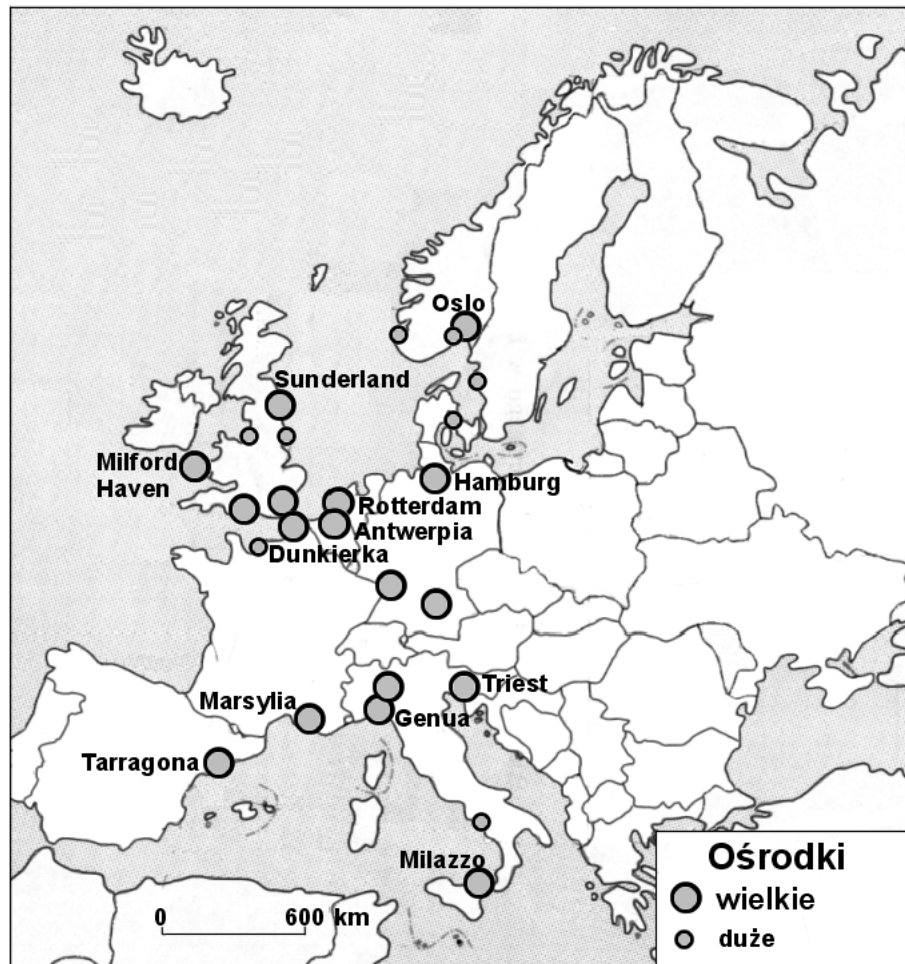 Oslo
Sunderland
Milford
Haven
Hamburg
Rotterdam
Antwerpia
Dunkierka
Triest
Marsylia
Genua
Tarragona
Milazzo
0 600 km
Ośrodki
wielkie
duże